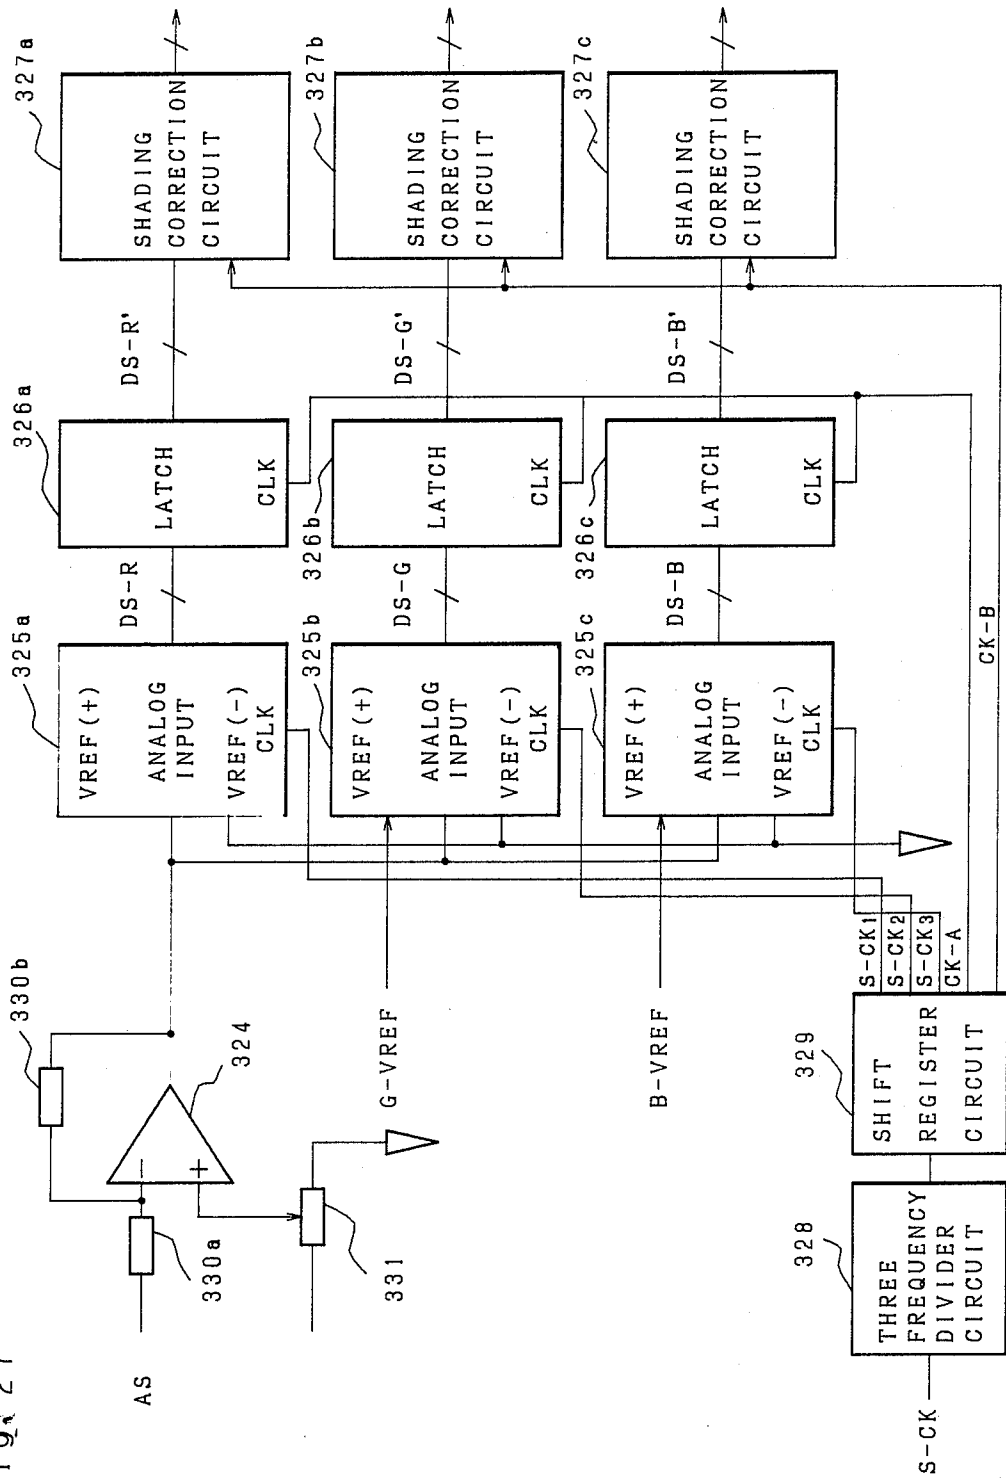 AS
330a
330b
324
331
G-VREF
B-VREF
S-CK
THREE
FREQUENCY
DIVIDER
CIRCUIT
328
SHIFT
REGISTER
CIRCUIT
329
S-CK1
S-CK2
S-CK3
CK-A
CK-B
325a
VREF(+)
ANALOG
INPUT
VREF(-)
CLK
325b
VREF(+)
ANALOG
INPUT
VREF(-)
CLK
325c
VREF(+)
ANALOG
INPUT
VREF(-)
CLK
DS-R
DS-G
DS-B
326a
LATCH
CLK
326b
LATCH
CLK
326c
LATCH
CLK
DS-R'
DS-G'
DS-B'
327a
SHADING
CORRECTION
CIRCUIT
327b
SHADING
CORRECTION
CIRCUIT
327c
SHADING
CORRECTION
CIRCUIT